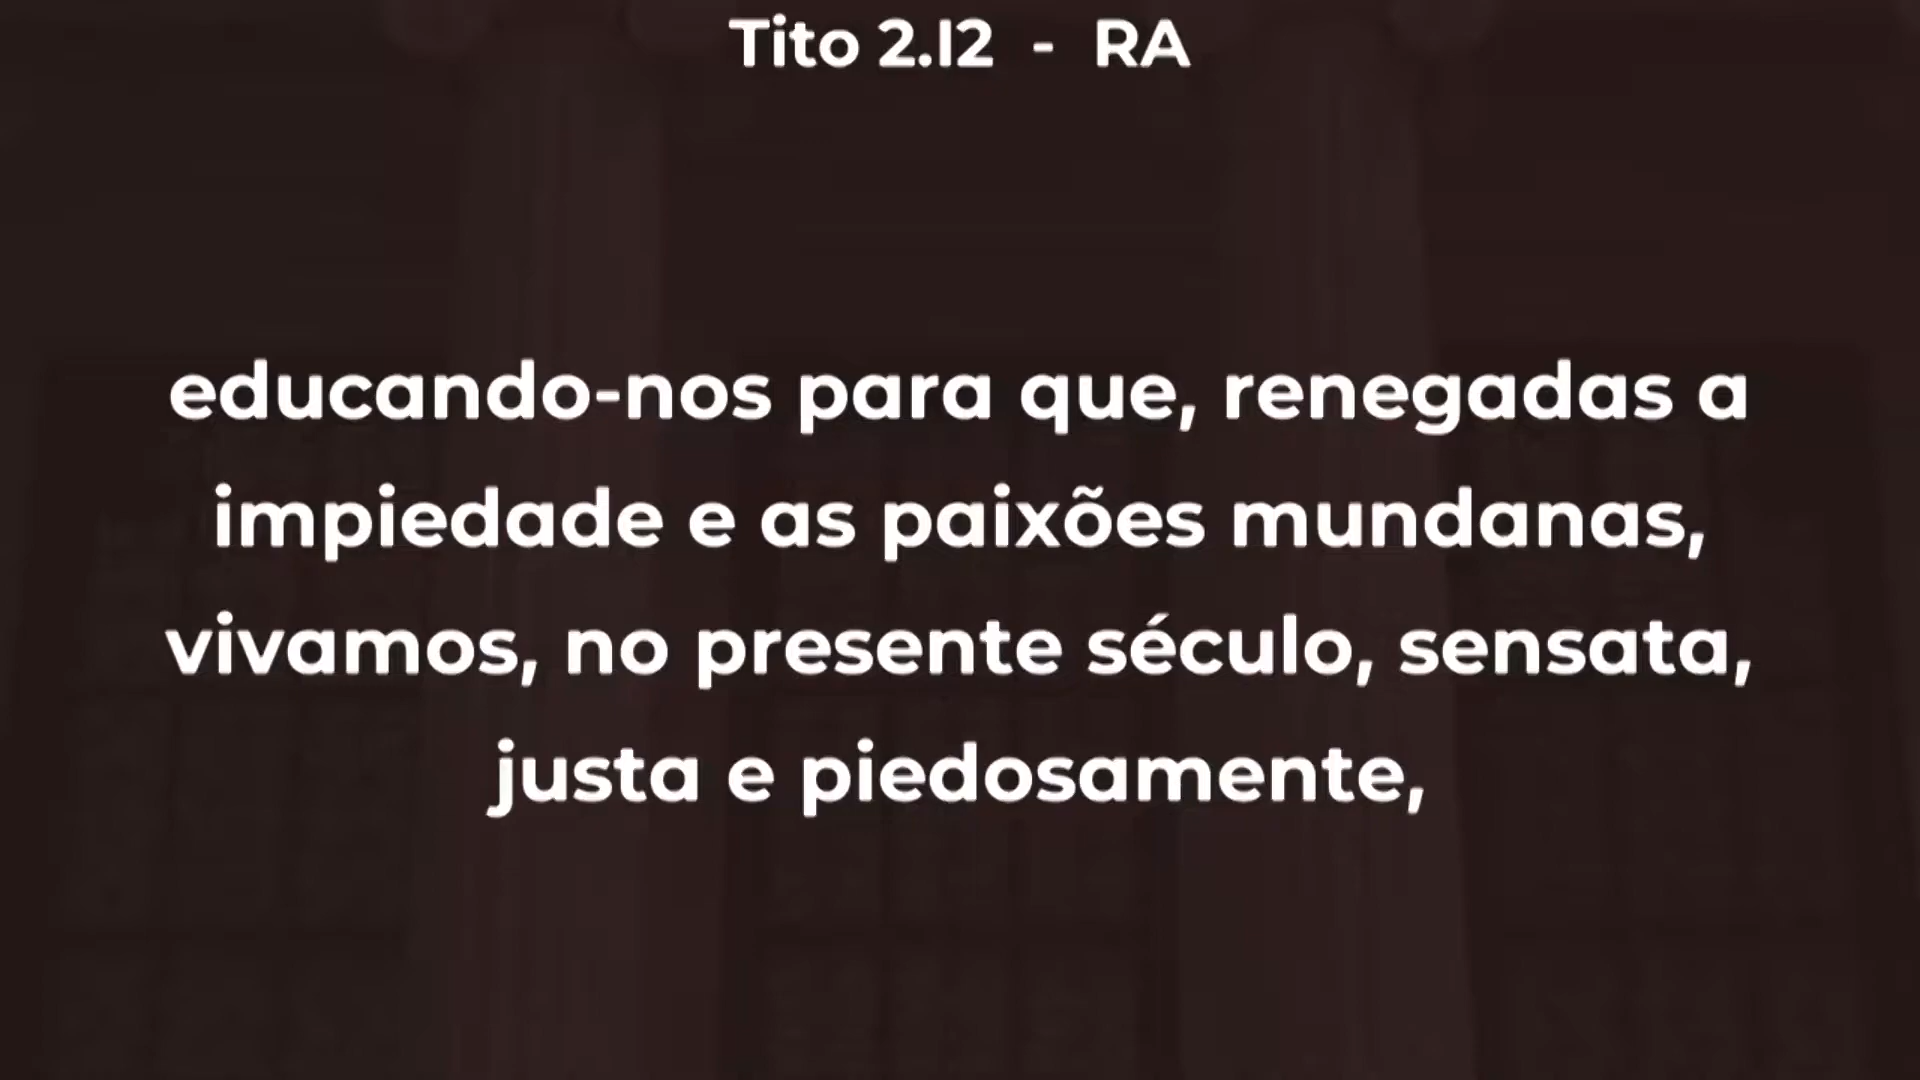 Tito 2.12 - RA
educando-nos para que, renegadas a
impiedade e as paixões mundanas,
vivamos, no presente século, sensata,
justa e piedosamente,